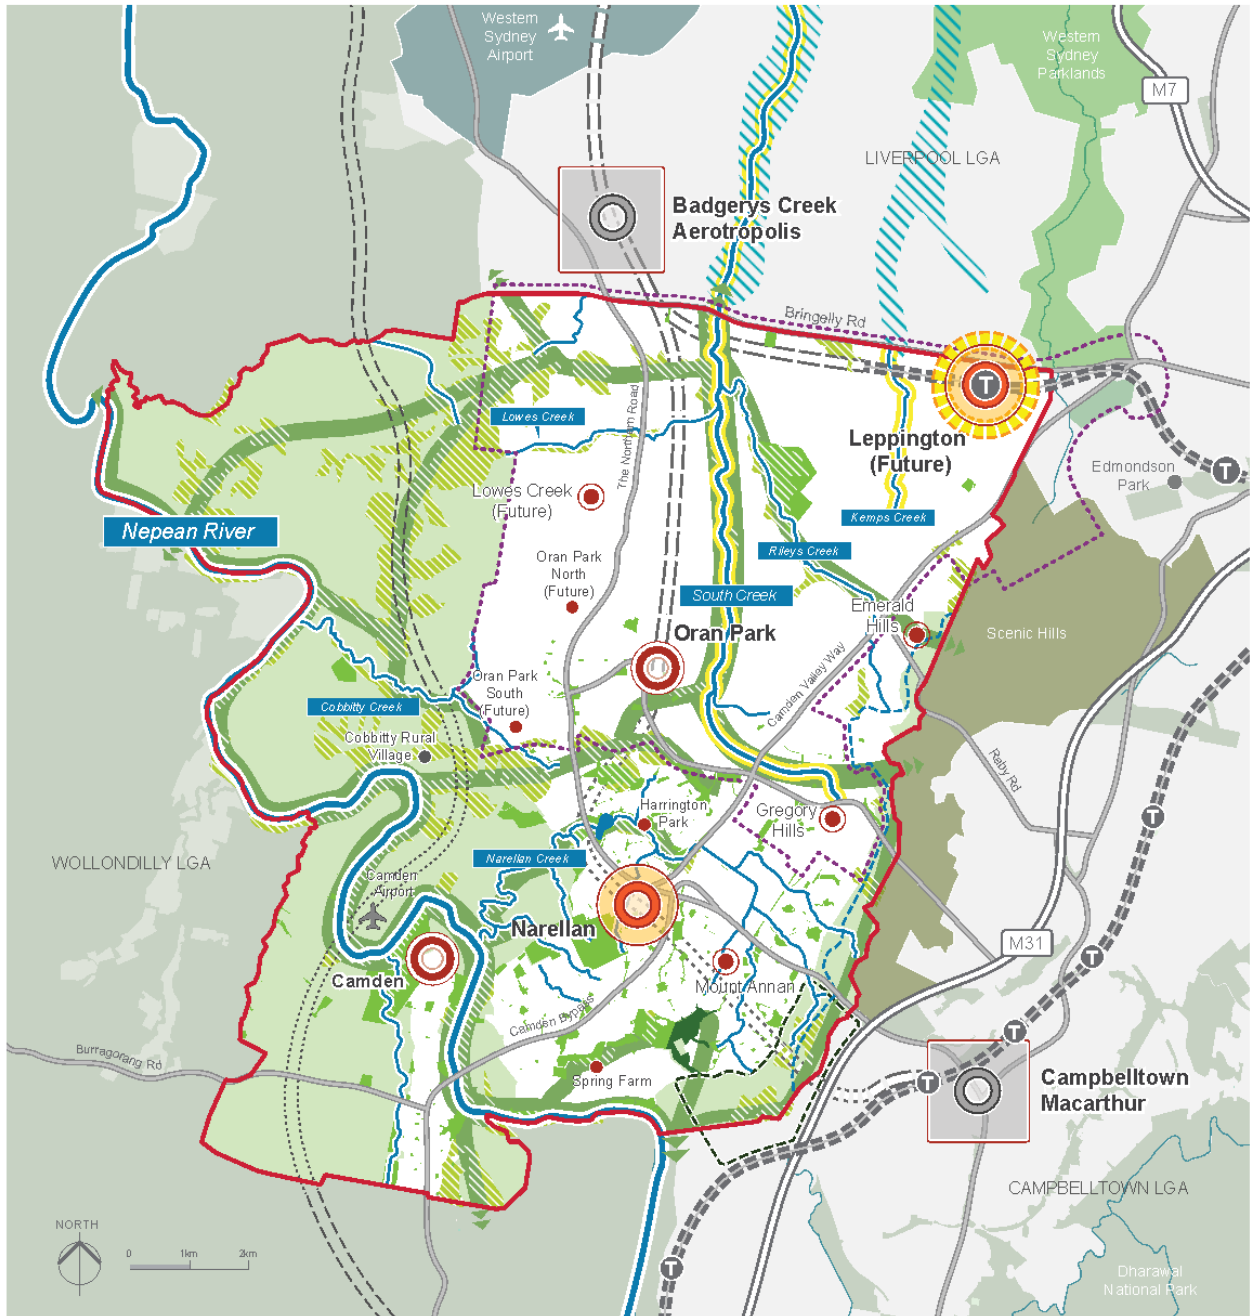 Western
Sydney
Airport
Western
Sydney
Parklands
M7
LIVERPOOL LGA
Badgerys Creek
Aerotropolis
Bringelly Rd
T
Leppington
(Future)
Lowes Creek
The Northern Road
Lowes Creek
(Future)
Edmondson
Park
T
Kemps Creek
Nepean River
Rileys Creek
Oran Park
North
(Future)
South Creek
Emerald
Hills
Scenic Hills
Oran Park
Oran Park
South
(Future)
Camden Valley Way
Cobbitty Creek
Cobbitty Rural
Village
Raby Rd
Harrington
Park
Gregory
Hills
T
WOLLONDILLY LGA
Narellan Creek
Camden
Airport
Narellan
M31
T
Camden
Mount Annan
Camden Bypass
T
Burragorang Rd
Spring Farm
T
Campbelltown
Macarthur
CAMPBELLTOWN LGA
NORTH
0
1km
2km
T
Dharawal
National Park